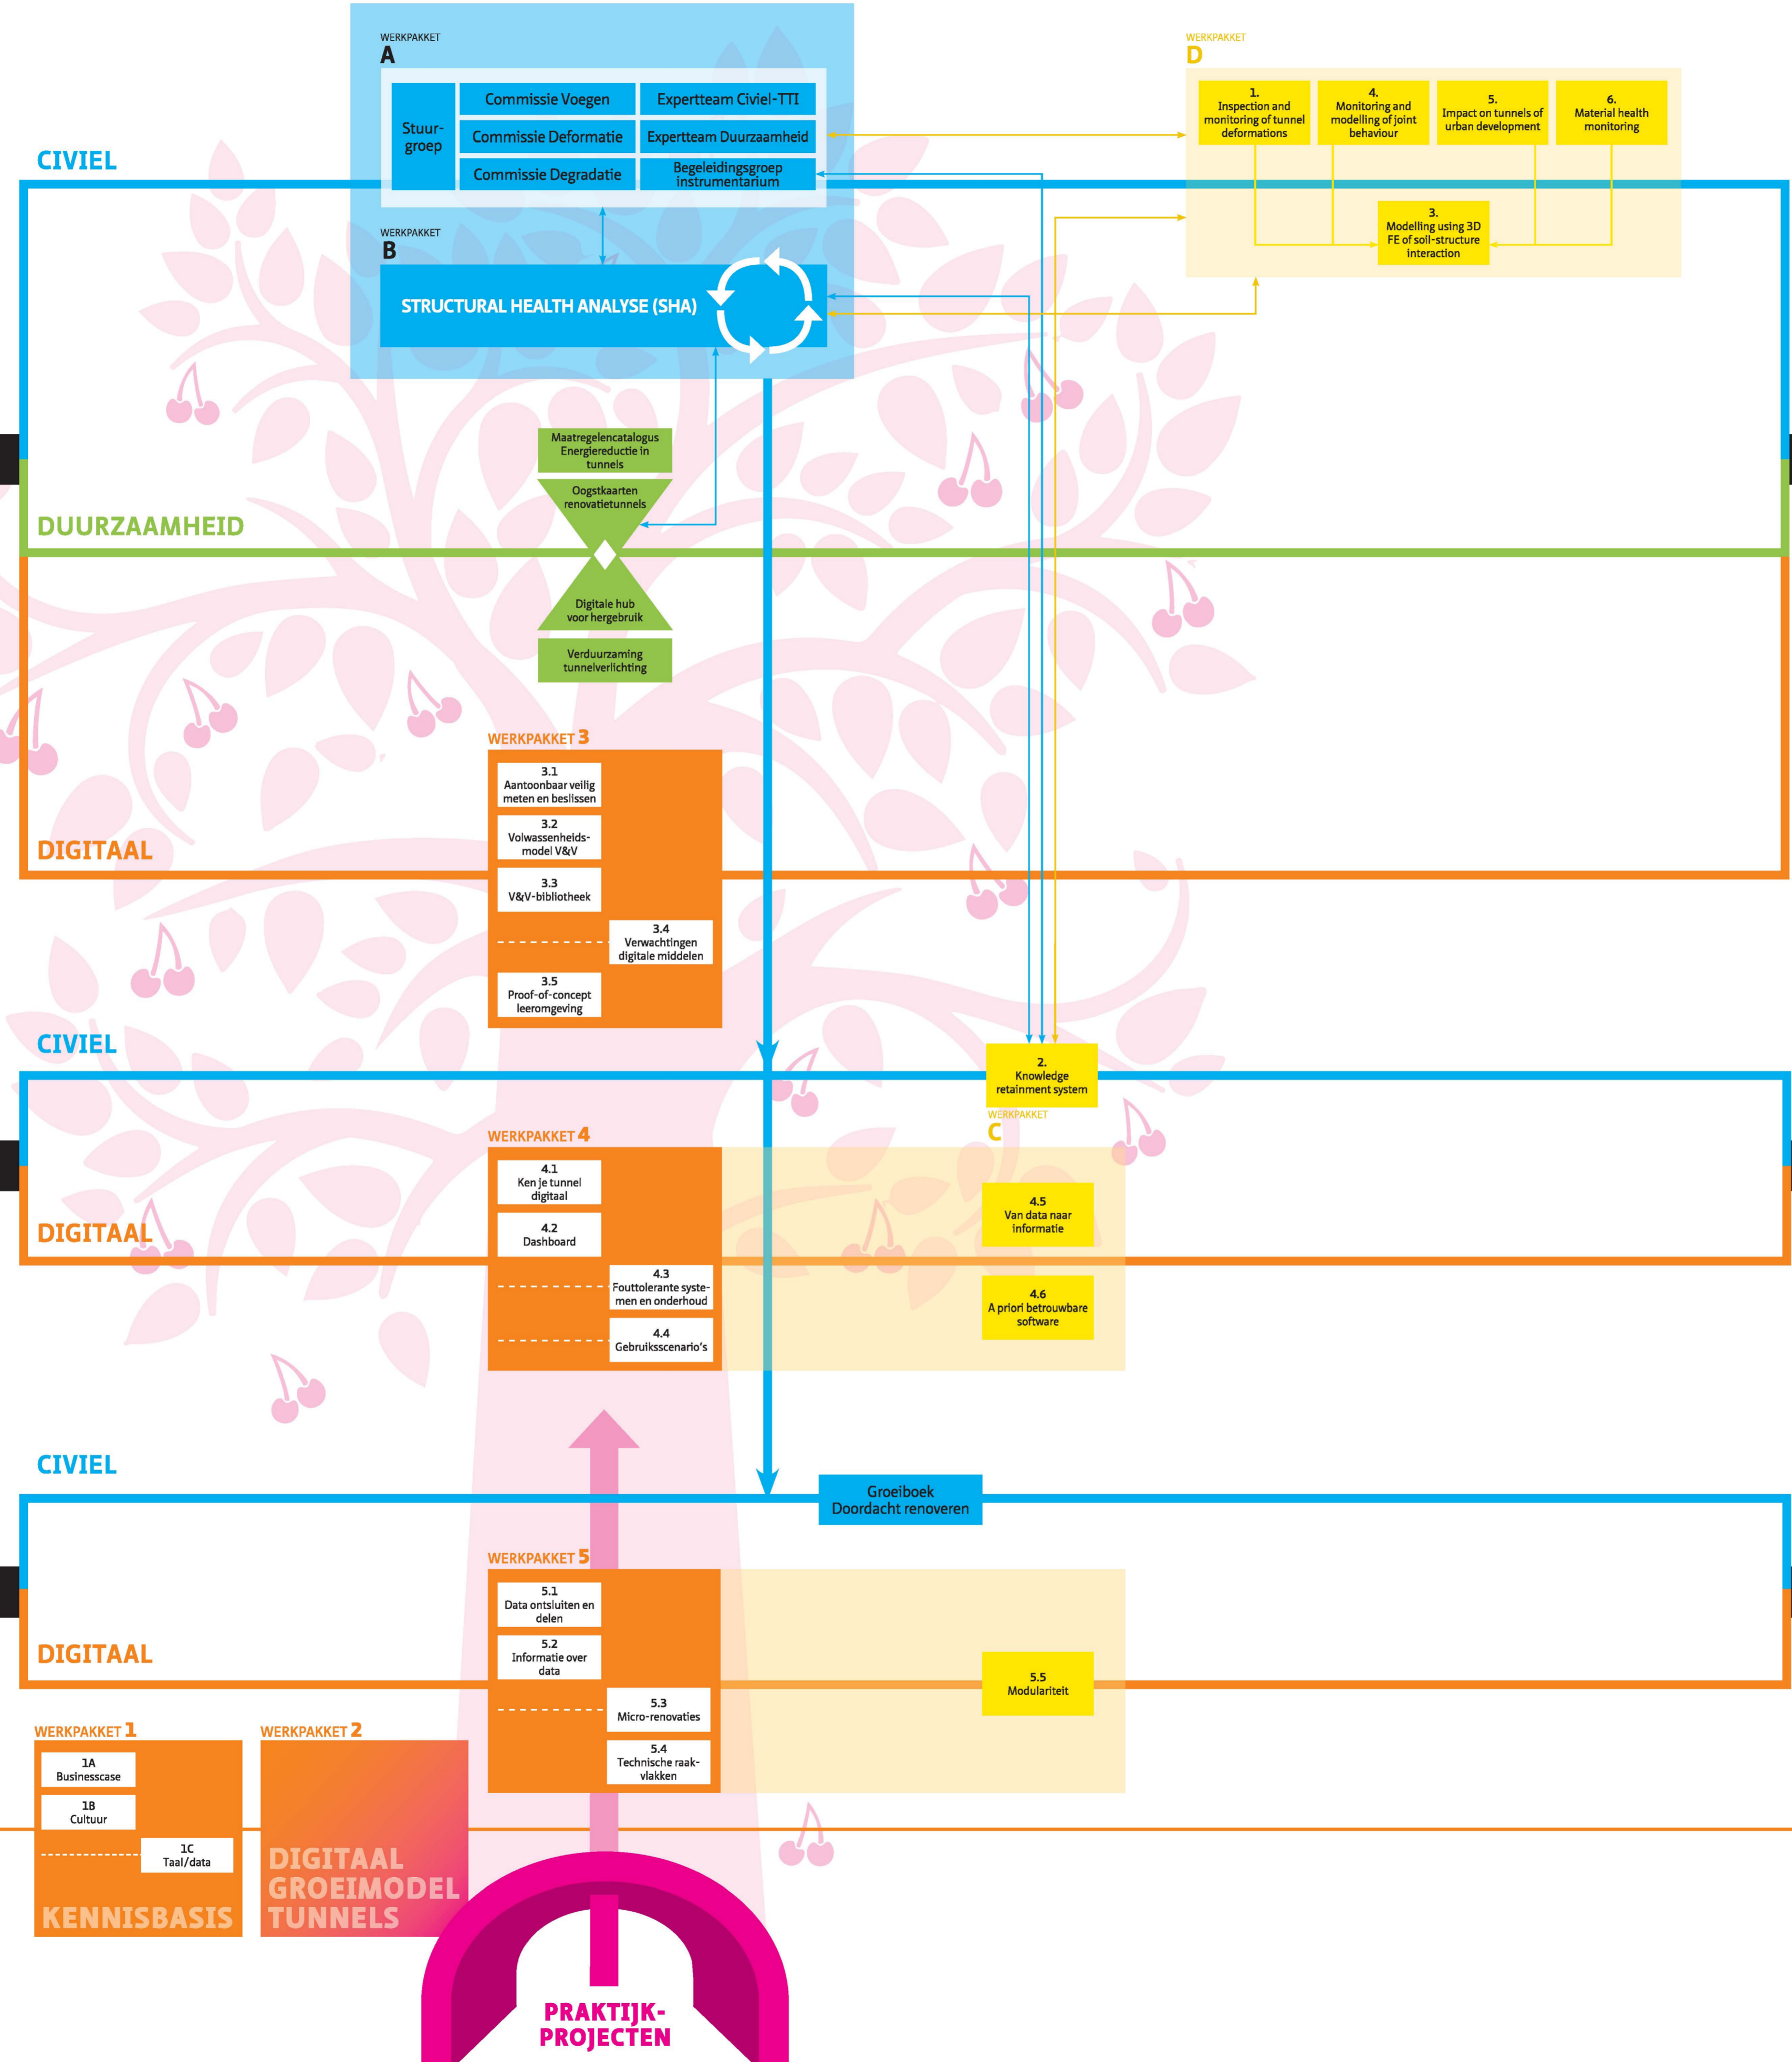 WERKPAKKET
A
Stuur-
groep
Commissie Voegen
Expertteam Civiel-TTI
Commissie Deformatie
Expertteam Duurzaamheid
Commissie Degradatie
Begeleidingsgroep
instrumentarium
WERKPAKKET
D
1.
Inspection and
monitoring of tunnel
deformations
4.
Monitoring and
modelling of joint
behaviour
5.
Impact on tunnels of
urban development
6.
Material health
monitoring
3.
Modelling using 3D
FE of soil-structure
interaction
CIVIEL
WERKPAKKET
B
STRUCTURAL HEALTH ANALYSE (SHA)
Maatregelencatalogus
Energiereductie in
tunnels
Oogstkaarten
renovatietunnels
DUURZAAMHEID
Digitale hub
voor hergebruik
Verduurzaming
tunnelverlichting
WERKPAKKET 3
3.1
Aantoonbaar veilig
meten en beslissen
3.2
Volwassenheids-
model V&V
DIGITAAL
3.3
V&V-bibliotheek
3.4
Verwachtingen
digitale middelen
3.5
Proof-of-concept
leeromgeving
CIVIEL
2.
Knowledge
retainment system
WERKPAKKET
C
WERKPAKKET 4
4.1
Ken je tunnel
digitaal
4.2
Dashboard
DIGITAAL
4.3
Fouttolerante syste-
men en onderhoud
4.4
Gebruiksscenario's
4.5
Van data naar
informatie
4.6
A priori betrouwbare
software
CIVIEL
Groeiboek
Doordacht renoveren
WERKPAKKET 5
5.1
Data ontsluiten en
delen
5.2
Informatie over
data
DIGITAAL
5.3
Micro-renovaties
5.4
Technische raak-
vlakken
5.5
Modulariteit
WERKPAKKET 1
1A
Businesscase
1B
Cultuur
1C
Taal/data
KENNISBASIS
WERKPAKKET 2
DIGITAAL
GROEIMODEL
TUNNELS
PRAKTIJK-
PROJECTEN